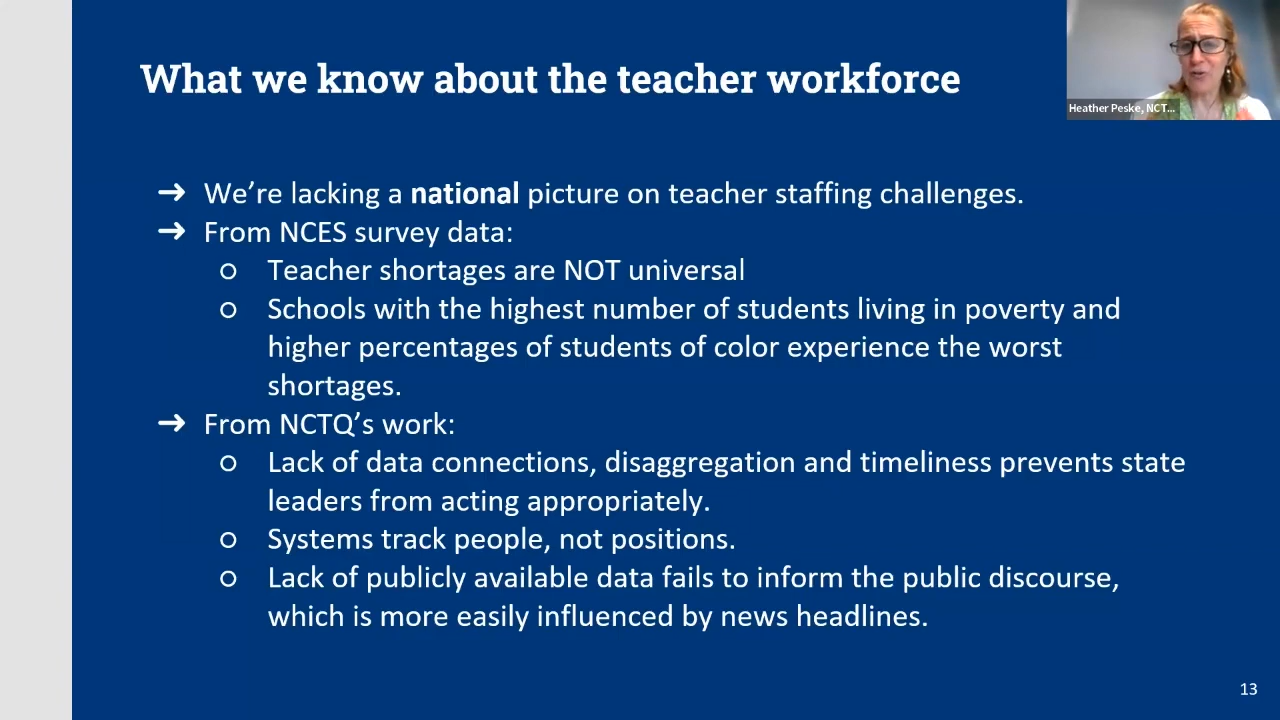 What we know about the teacher workforce
Heather Peske, NCT...
➜ We’re lacking a national picture on teacher staffing challenges.
➜ From NCES survey data:
○ Teacher shortages are NOT universal
○ Schools with the highest number of students living in poverty and
higher percentages of students of color experience the worst
shortages.
➜ From NCTQ’s work:
○ Lack of data connections, disaggregation and timeliness prevents state
leaders from acting appropriately.
○ Systems track people, not positions.
○ Lack of publicly available data fails to inform the public discourse,
which is more easily influenced by news headlines.
13